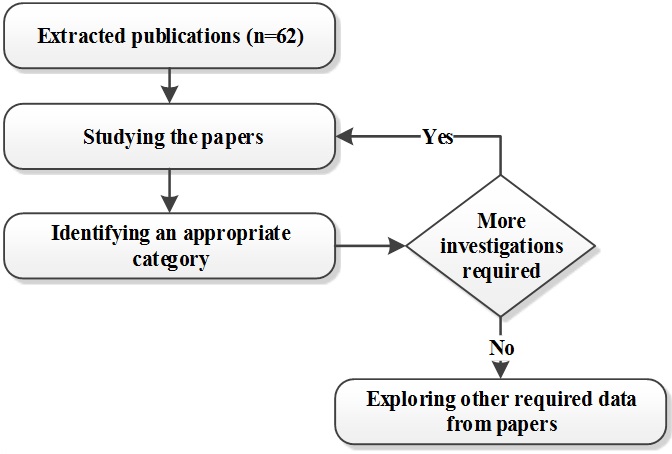 Extracted publications (n=62)
Studying the papers
Yes
Identifying an appropriate
category
More
investigations
required
No
Exploring other required data
from papers